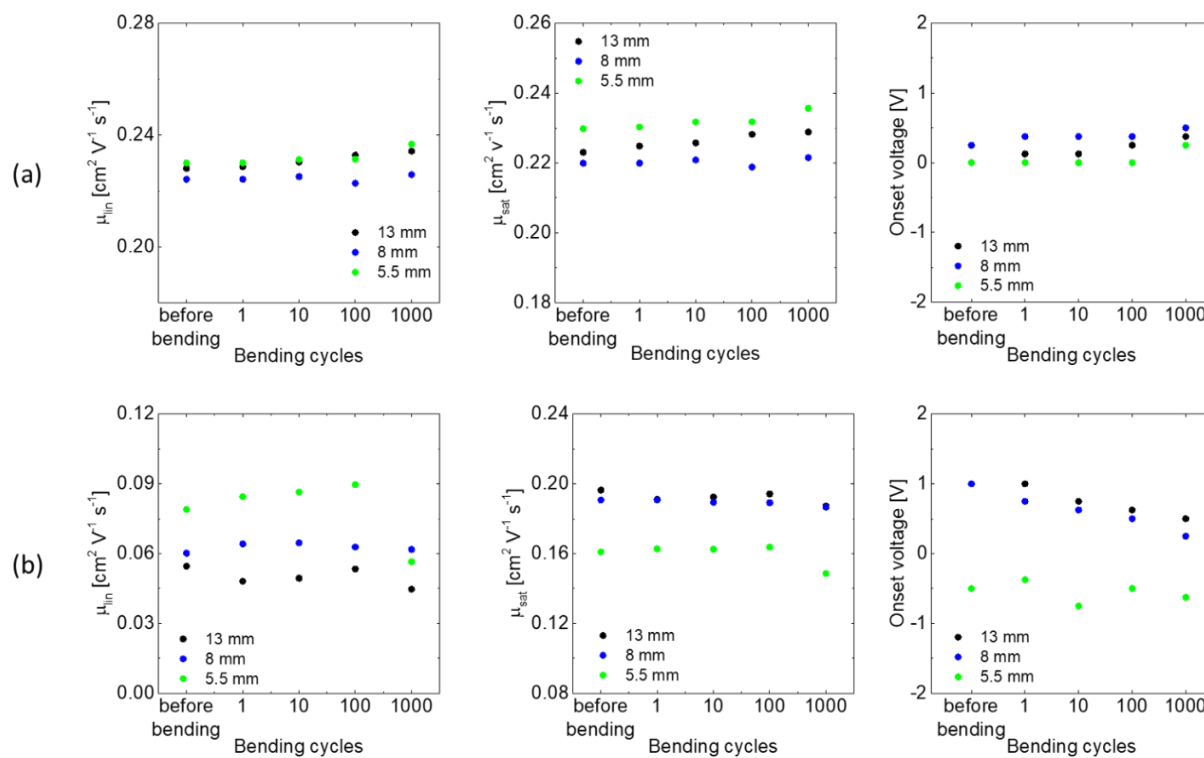 (a)
0.28
0.24
0.20
μlin [cm² V⁻¹ s⁻¹]
13 mm
8 mm
5.5 mm
before bending
1
10
100
1000
Bending cycles
0.28
0.26
0.24
0.22
0.20
0.18
μsat [cm² V⁻¹ s⁻¹]
13 mm
8 mm
5.5 mm
before bending
1
10
100
1000
Bending cycles
2
1
0
-1
-2
Onset voltage [V]
13 mm
8 mm
5.5 mm
before bending
1
10
100
1000
Bending cycles
(b)
0.12
0.09
0.06
0.03
0.00
μlin [cm² V⁻¹ s⁻¹]
13 mm
8 mm
5.5 mm
before bending
1
10
100
1000
Bending cycles
0.24
0.20
0.16
0.12
0.08
μsat [cm² V⁻¹ s⁻¹]
13 mm
8 mm
5.5 mm
before bending
1
10
100
1000
Bending cycles
2
1
0
-1
-2
Onset voltage [V]
13 mm
8 mm
5.5 mm
before bending
1
10
100
1000
Bending cycles